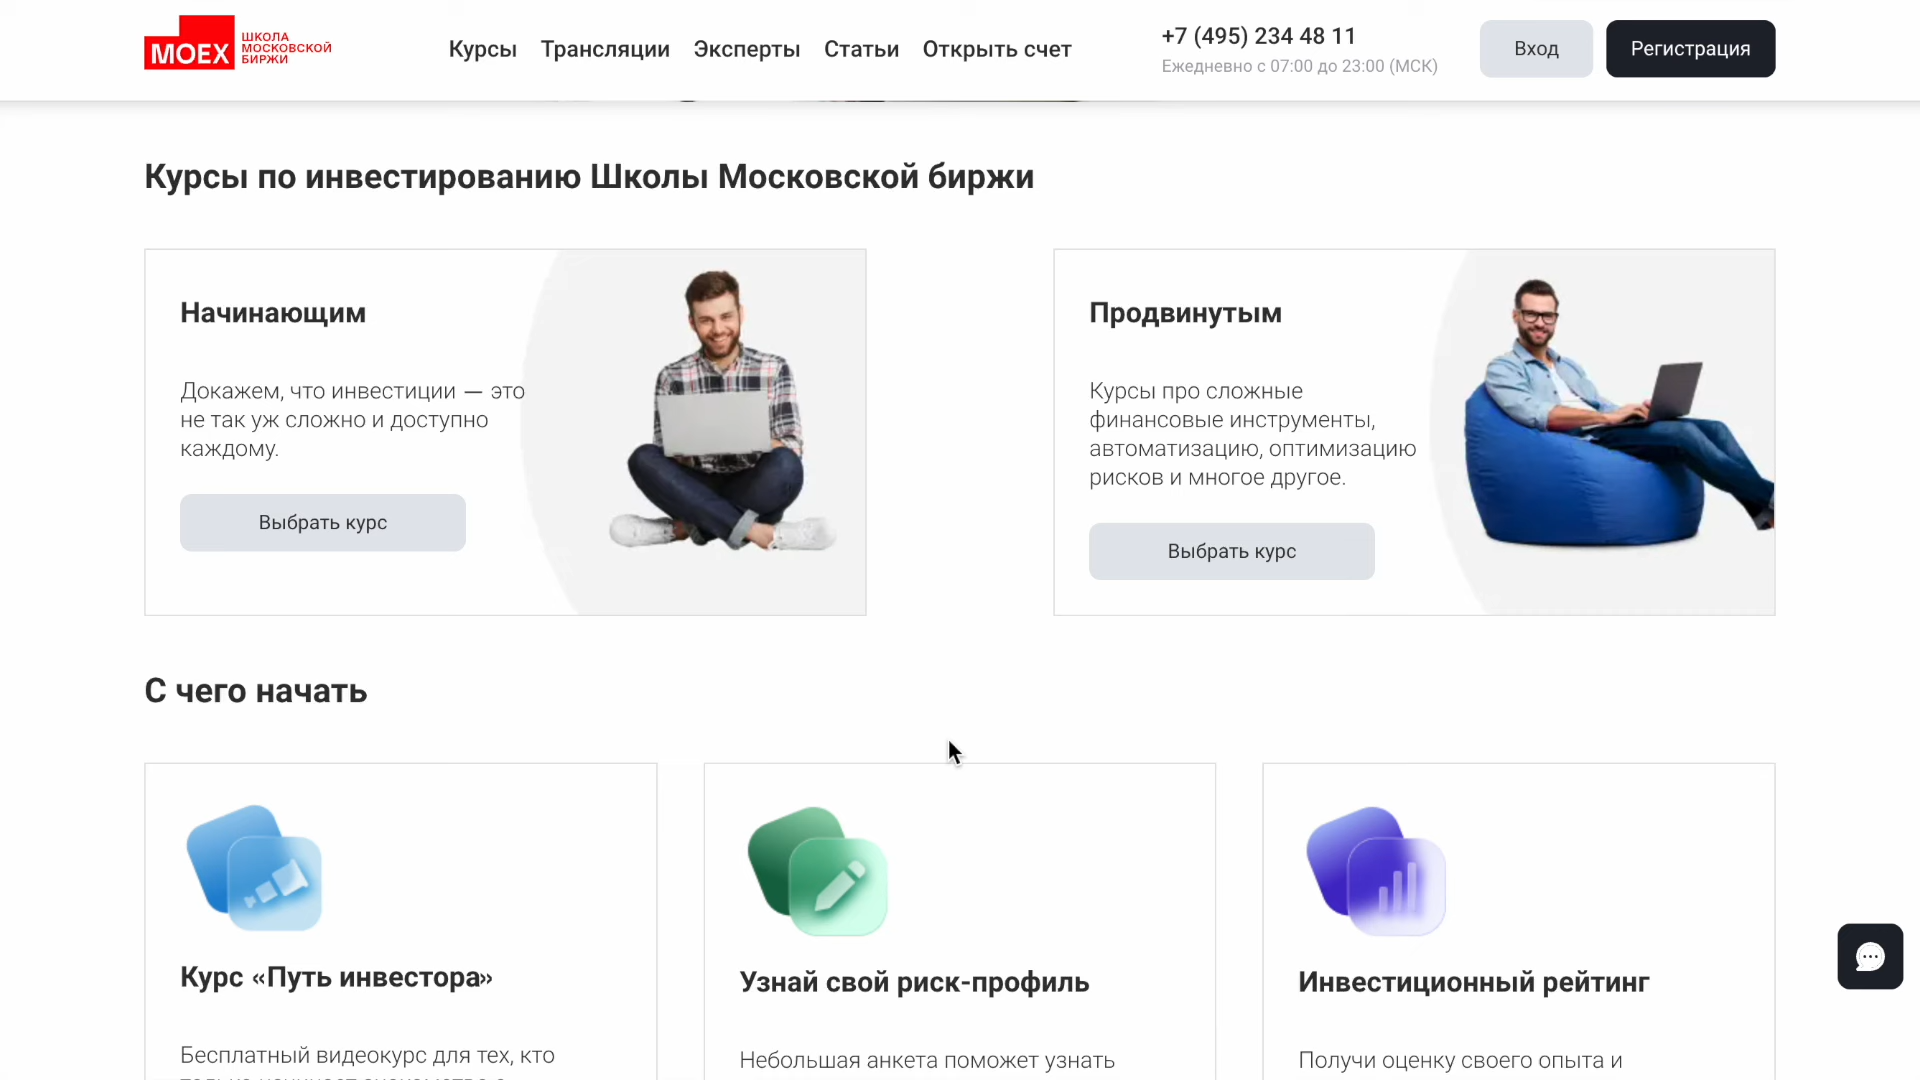 MOEX
ШКОЛА
МОСКОВСКОЙ
БИРЖИ
Курсы Трансляции Эксперты Статьи Открыть счет
+7 (495) 234 48 11
Ежедневно с 07:00 до 23:00 (МСК)
Вход
Регистрация
Курсы по инвестированию Школы Московской биржи
Начинающим
Докажем, что инвестиции — это
не так уж сложно и доступно
каждому.
Выбрать курс
Продвинутым
Курсы про сложные
финансовые инструменты,
автоматизацию, оптимизацию
рисков и многое другое.
Выбрать курс
С чего начать
Курс «Путь инвестора»
Бесплатный видеокурс для тех, кто
Узнай свой риск-профиль
Небольшая анкета поможет узнать
Инвестиционный рейтинг
Получи оценку своего опыта и